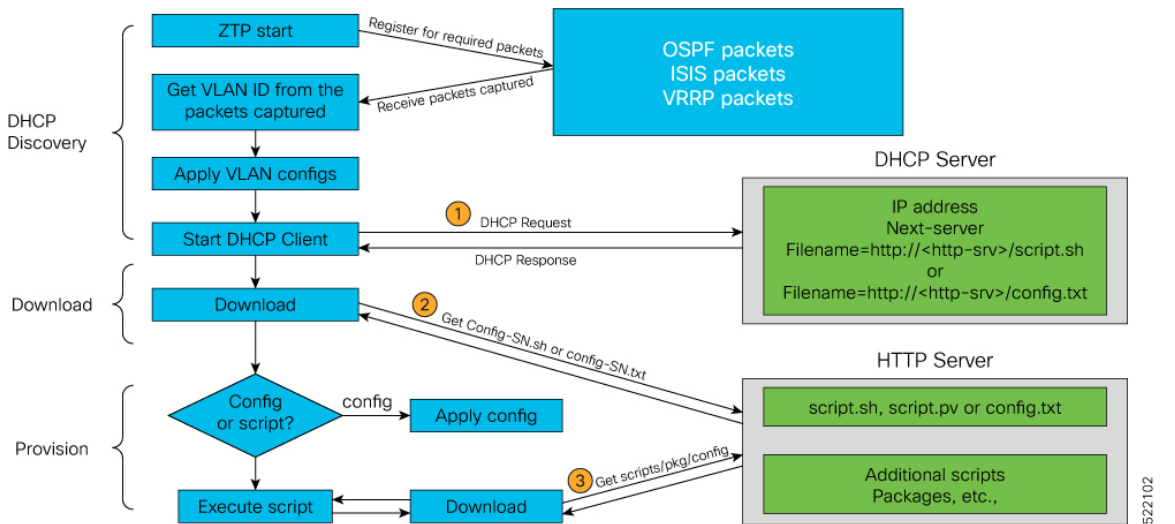 ZTP start
Register for required packets
OSPF packets
ISIS packets
VRRP packets
Receive packets captured
Get VLAN ID from the
packets captured
DHCP
Discovery
Apply VLAN configs
Start DHCP Client
1
DHCP Request
DHCP Response
DHCP Server
IP address
Next-server
Filename=http://<http-srv>/script.sh
or
Filename=http://<http-srv>/config.txt
Download
Download
2
Get Config-SN.sh or config-SN.txt
HTTP Server
script.sh, script.pv or config.txt
Additional scripts
Packages, etc.,
Provision
Config
or script?
config
Apply config
Execute script
Download
3
Get scripts/pkg/config
522102